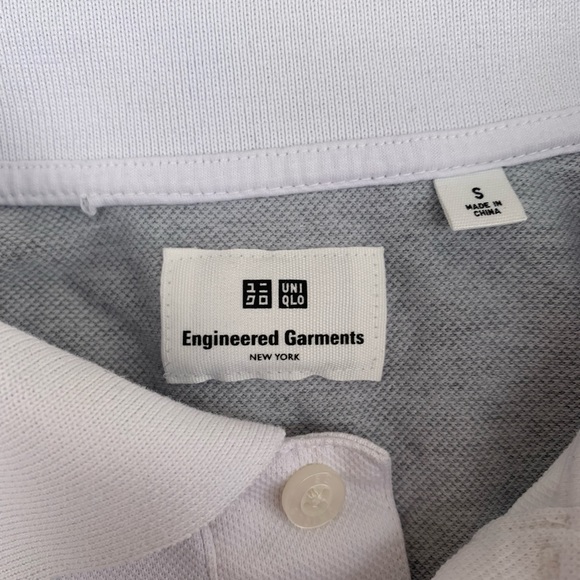 S
MADE IN
CHINA
ユニ UNI
クロ QLO
Engineered Garments
NEW YORK